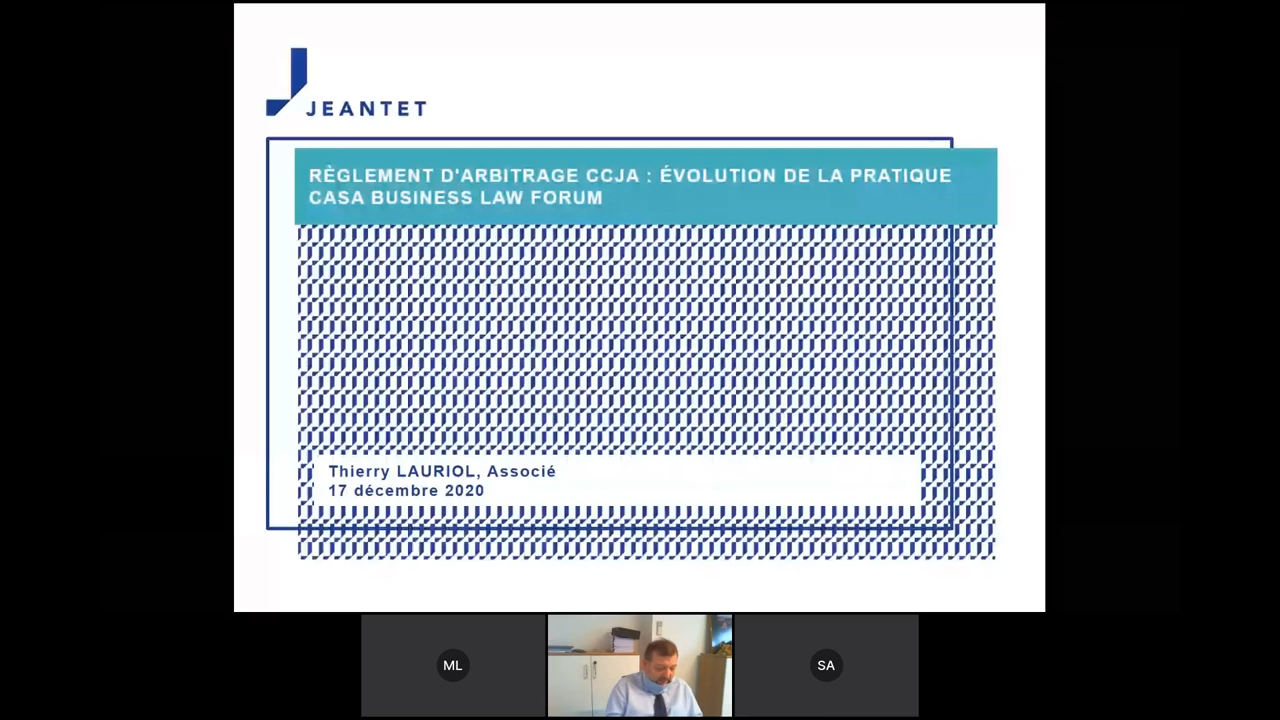 JEANTET
RÈGLEMENT D'ARBITRAGE CCJA : ÉVOLUTION DE LA PRATIQUE
CASA BUSINESS LAW FORUM
Thierry LAURIOL, Associé
17 décembre 2020
ML
SA